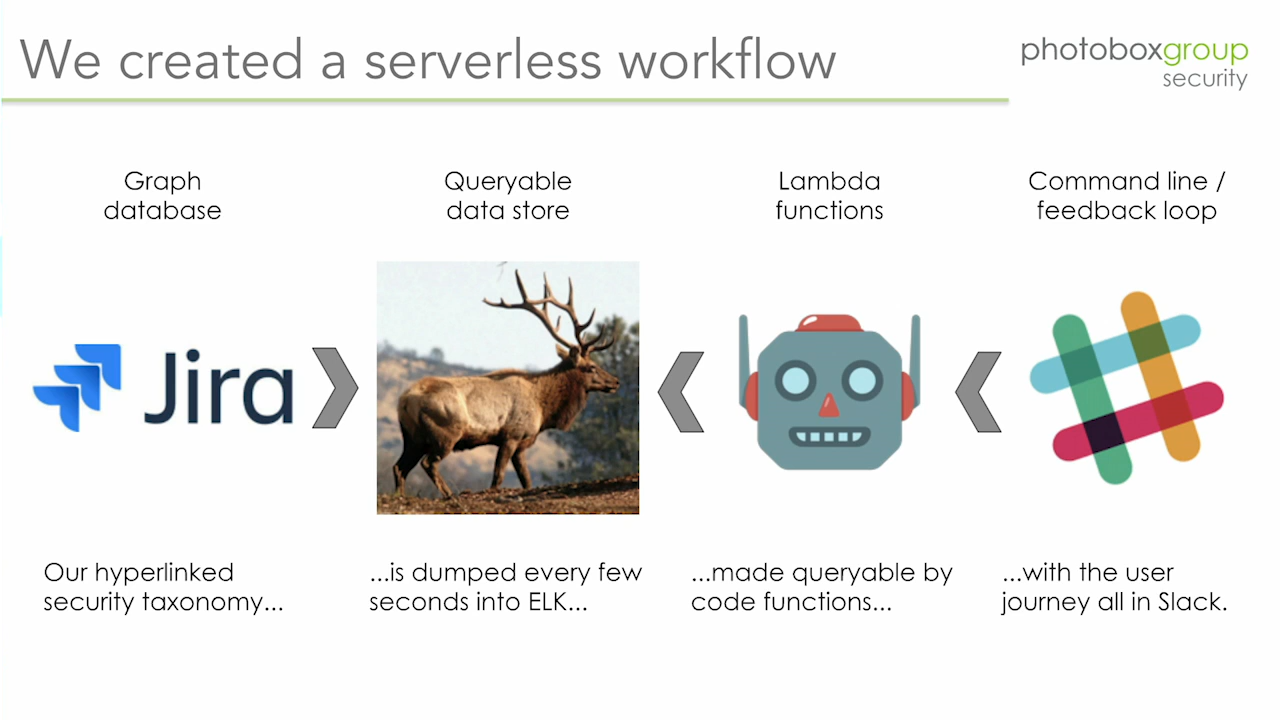 We created a serverless workflow
photoboxgroup
security
Graph
database
Queryable
data store
Lambda
functions
Command line /
feedback loop
Jira
Our hyperlinked
security taxonomy...
...is dumped every few
seconds into ELK...
...made queryable by
code functions...
...with the user
journey all in Slack.